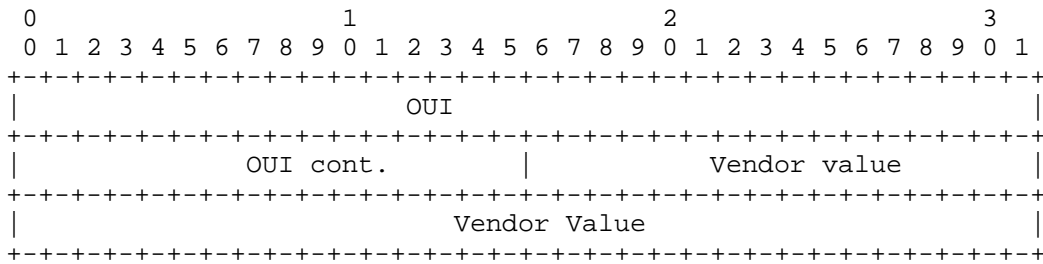 0                   1                   2                   3
 0 1 2 3 4 5 6 7 8 9 0 1 2 3 4 5 6 7 8 9 0 1 2 3 4 5 6 7 8 9 0 1
+-+-+-+-+-+-+-+-+-+-+-+-+-+-+-+-+-+-+-+-+-+-+-+-+-+-+-+-+-+-+-+-+
|                        OUI                                    |
+-+-+-+-+-+-+-+-+-+-+-+-+-+-+-+-+-+-+-+-+-+-+-+-+-+-+-+-+-+-+-+-+
|              OUI cont.        |           Vendor value        |
+-+-+-+-+-+-+-+-+-+-+-+-+-+-+-+-+-+-+-+-+-+-+-+-+-+-+-+-+-+-+-+-+
|                           Vendor Value                        |
+-+-+-+-+-+-+-+-+-+-+-+-+-+-+-+-+-+-+-+-+-+-+-+-+-+-+-+-+-+-+-+-+